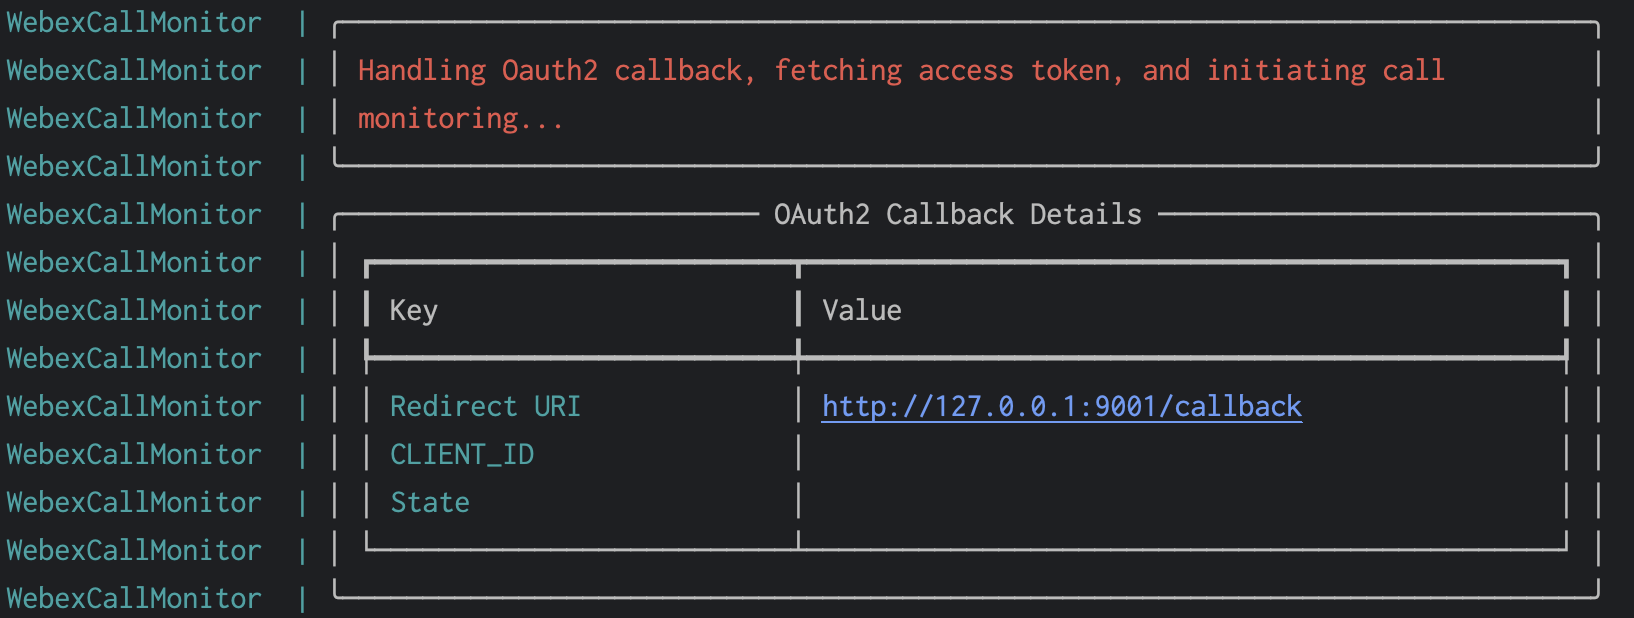 WebexCallMonitor |
WebexCallMonitor | Handling Oauth2 callback, fetching access token, and initiating call
WebexCallMonitor | monitoring...
WebexCallMonitor |
WebexCallMonitor | OAuth2 Callback Details
WebexCallMonitor |
WebexCallMonitor | Key Value
WebexCallMonitor |
WebexCallMonitor | Redirect URI http://127.0.0.1:9001/callback
WebexCallMonitor | CLIENT_ID
WebexCallMonitor | State
WebexCallMonitor |
WebexCallMonitor |